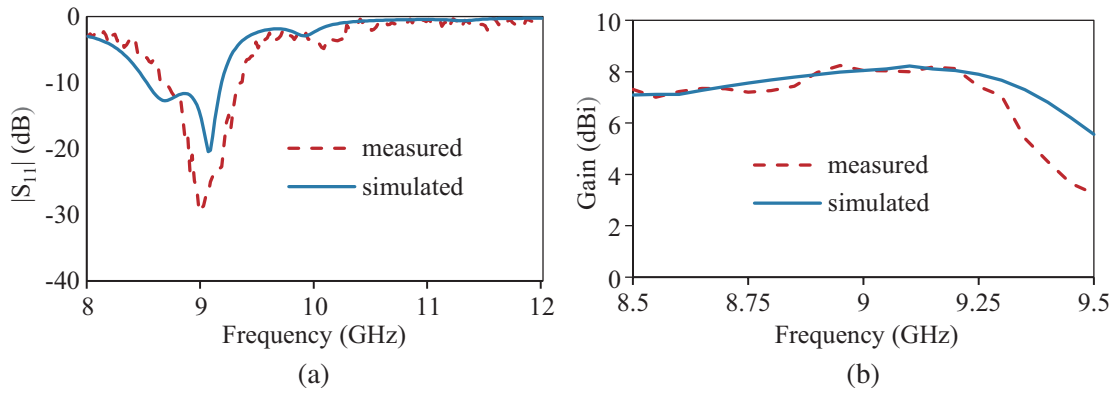 0
-10
-20
-30
-40
|S11| (dB)
measured
simulated
8 9 10 11 12
Frequency (GHz)
(a)
10
8
6
4
2
0
Gain (dBi)
measured
simulated
8.5 8.75 9 9.25 9.5
Frequency (GHz)
(b)